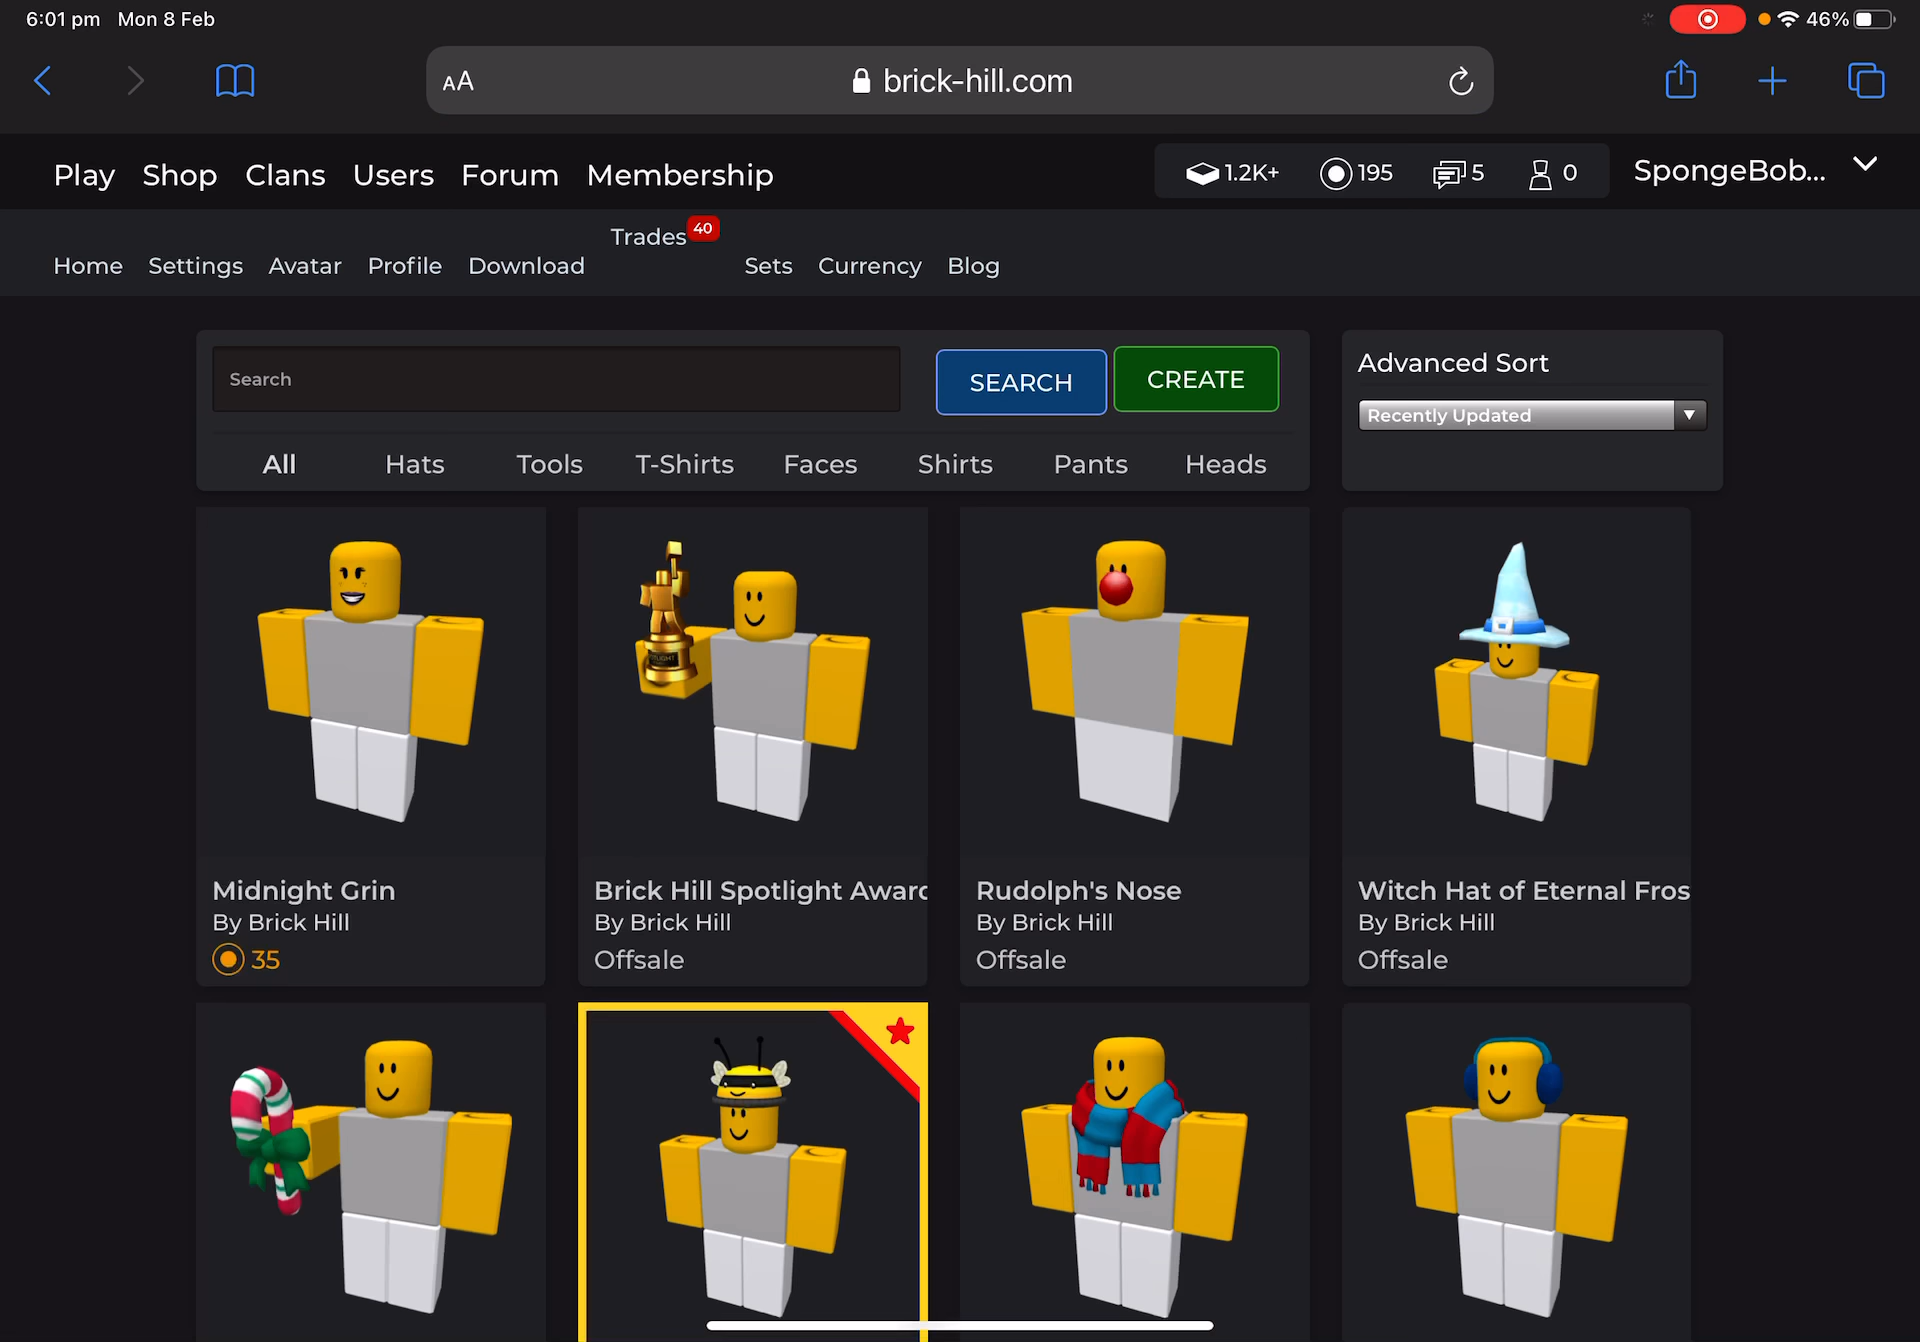 6:01 pm Mon 8 Feb
46%
AA
brick-hill.com
Play Shop Clans Users Forum Membership
1.2K+ 195 5 0
SpongeBob...
Home Settings Avatar Profile Download Trades 40 Sets Currency Blog
Search
SEARCH
CREATE
Advanced Sort
Recently Updated
All Hats Tools T-Shirts Faces Shirts Pants Heads
Midnight Grin
By Brick Hill
35
Brick Hill Spotlight Award
By Brick Hill
Offsale
Rudolph's Nose
By Brick Hill
Offsale
Witch Hat of Eternal Fros
By Brick Hill
Offsale